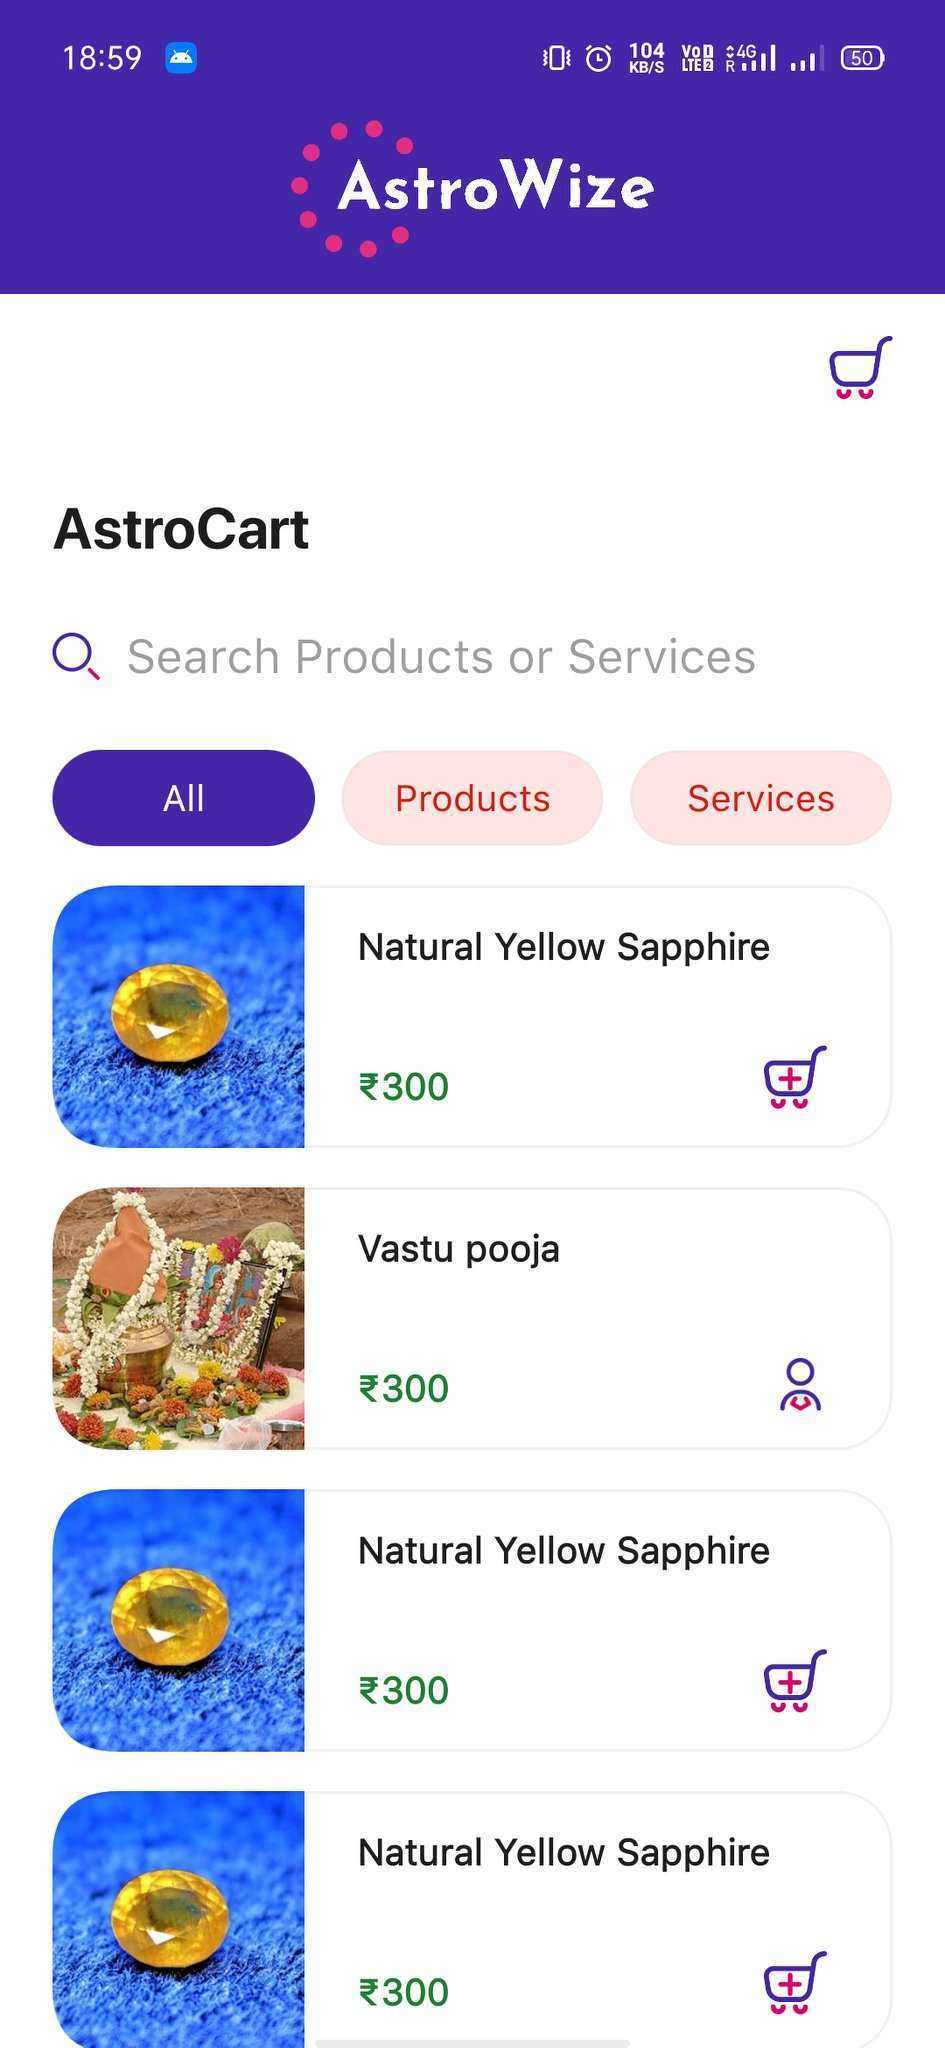 18:59
104
KB/S
VoD
LTE2
4G
R
50
AstroWize
AstroCart
Search Products or Services
All
Products
Services
Natural Yellow Sapphire
₹300
Vastu pooja
₹300
Natural Yellow Sapphire
₹300
Natural Yellow Sapphire
₹300